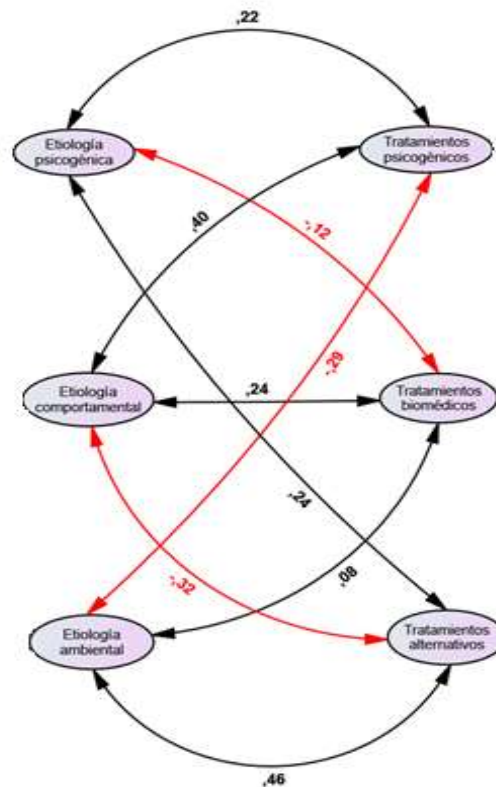 ,22
Etiología
psicogénica
Tratamientos
psicogénicos
-,12
,40
-,29
Etiología
comportamental
,24
Tratamientos
biomédicos
,24
-,32
,08
Etiología
ambiental
Tratamientos
alternativos
,46